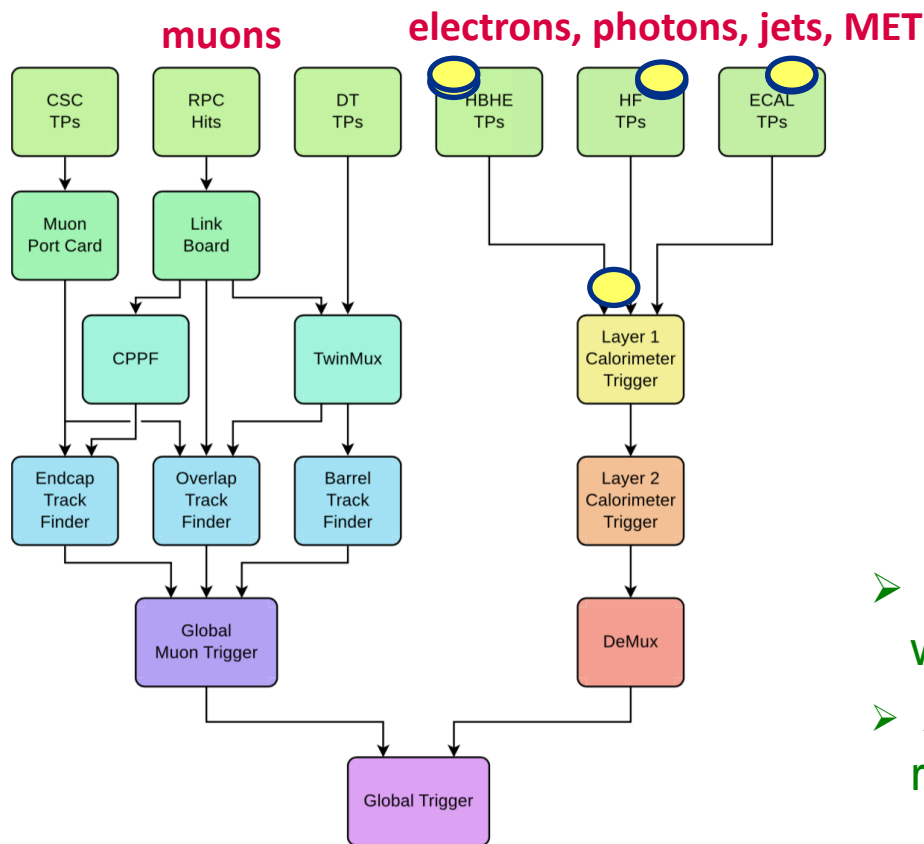 muons
electrons, photons, jets, MET
CSC
TPs
RPC
Hits
DT
TPs
HBHE
TPs
HF
TPs
ECAL
TPs
Muon
Port Card
Link
Board
CPPF
TwinMux
Layer 1
Calorimeter
Trigger
Endcap
Track
Finder
Overlap
Track
Finder
Barrel
Track
Finder
Layer 2
Calorimeter
Trigger
Global
Muon Trigger
DeMux
Global Trigger